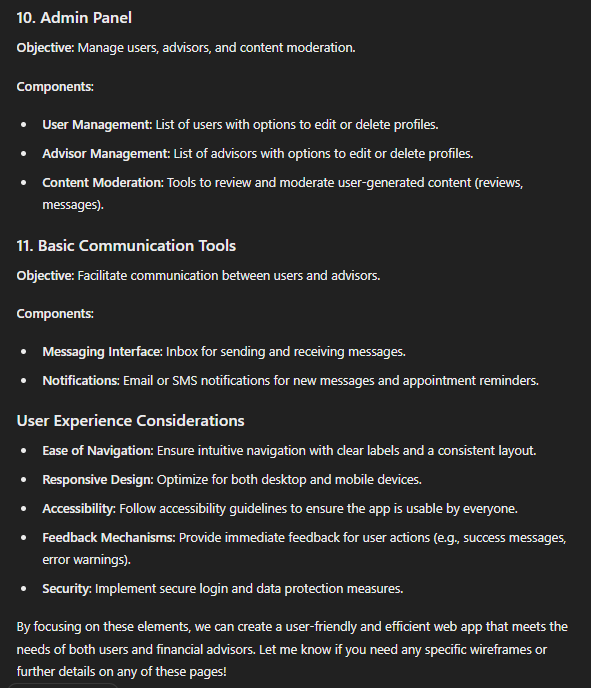 10. Admin Panel
Objective: Manage users, advisors, and content moderation.
Components:
• User Management: List of users with options to edit or delete profiles.
• Advisor Management: List of advisors with options to edit or delete profiles.
• Content Moderation: Tools to review and moderate user-generated content (reviews,
messages).
11. Basic Communication Tools
Objective: Facilitate communication between users and advisors.
Components:
• Messaging Interface: Inbox for sending and receiving messages.
• Notifications: Email or SMS notifications for new messages and appointment reminders.
User Experience Considerations
• Ease of Navigation: Ensure intuitive navigation with clear labels and a consistent layout.
• Responsive Design: Optimize for both desktop and mobile devices.
• Accessibility: Follow accessibility guidelines to ensure the app is usable by everyone.
• Feedback Mechanisms: Provide immediate feedback for user actions (e.g., success messages,
error warnings).
• Security: Implement secure login and data protection measures.
By focusing on these elements, we can create a user-friendly and efficient web app that meets the
needs of both users and financial advisors. Let me know if you need any specific wireframes or
further details on any of these pages!